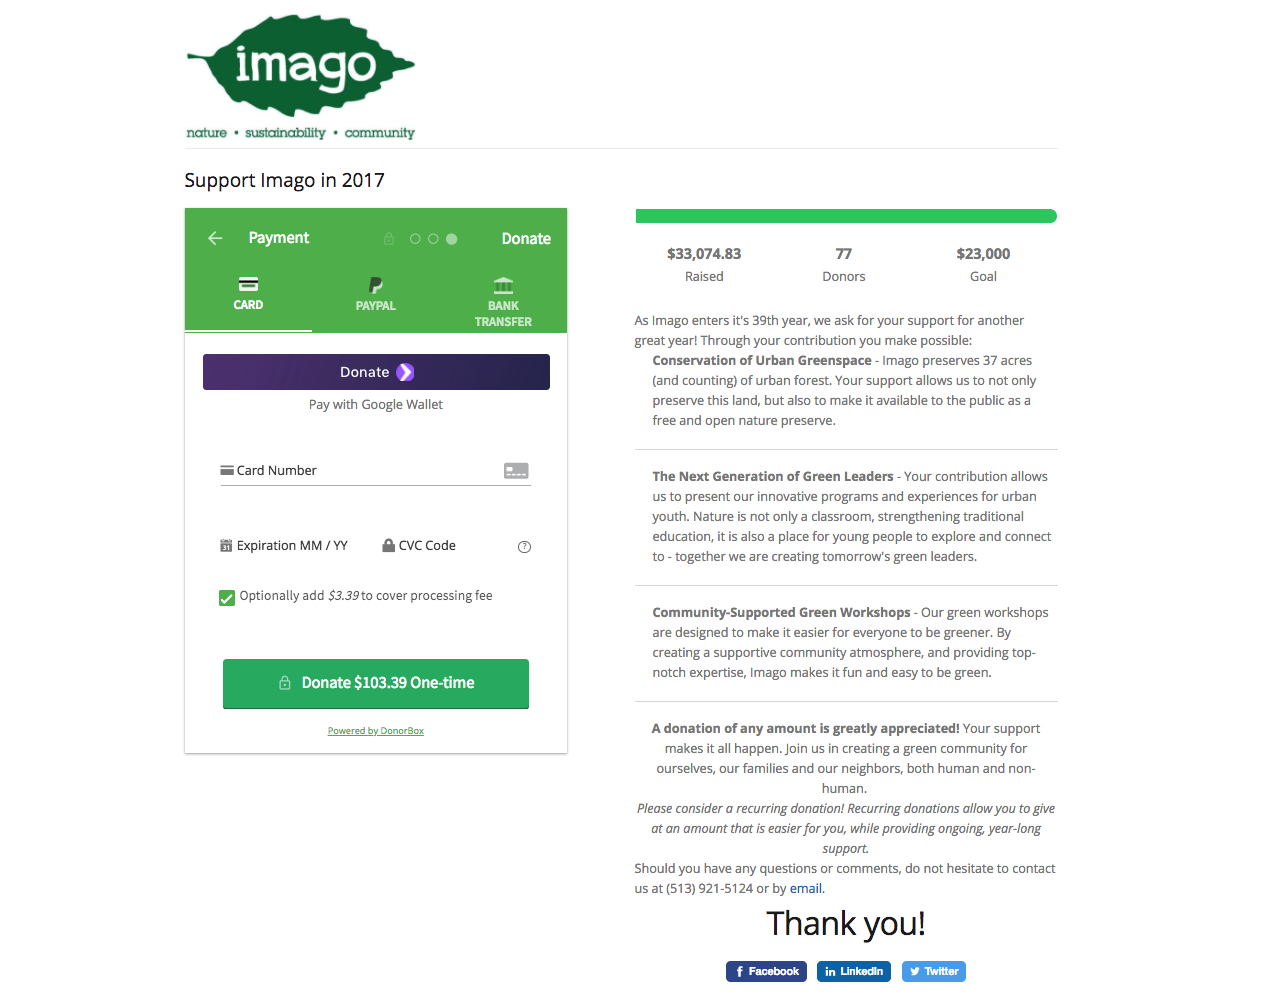 imago
nature • sustainability • community
Support Imago in 2017
Payment
Donate
CARD
PAYPAL
BANK
TRANSFER
Donate
Pay with Google Wallet
Card Number
31
Expiration MM / YY
CVC Code
?
Optionally add $3.39 to cover processing fee
Donate $103.39 One-time
Powered by DonorBox
$33,074.83
77
$23,000
Raised
Donors
Goal
As Imago enters it's 39th year, we ask for your support for another
great year! Through your contribution you make possible:
Conservation of Urban Greenspace - Imago preserves 37 acres
(and counting) of urban forest. Your support allows us to not only
preserve this land, but also to make it available to the public as a
free and open nature preserve.
The Next Generation of Green Leaders - Your contribution allows
us to present our innovative programs and experiences for urban
youth. Nature is not only a classroom, strengthening traditional
education, it is also a place for young people to explore and connect
to - together we are creating tomorrow's green leaders.
Community-Supported Green Workshops - Our green workshops
are designed to make it easier for everyone to be greener. By
creating a supportive community atmosphere, and providing top-
notch expertise, Imago makes it fun and easy to be green.
A donation of any amount is greatly appreciated! Your support
makes it all happen. Join us in creating a green community for
ourselves, our families and our neighbors, both human and non-
human.
Please consider a recurring donation! Recurring donations allow you to give
at an amount that is easier for you, while providing ongoing, year-long
support.
Should you have any questions or comments, do not hesitate to contact
us at (513) 921-5124 or by email.
Thank you!
Facebook
LinkedIn
Twitter